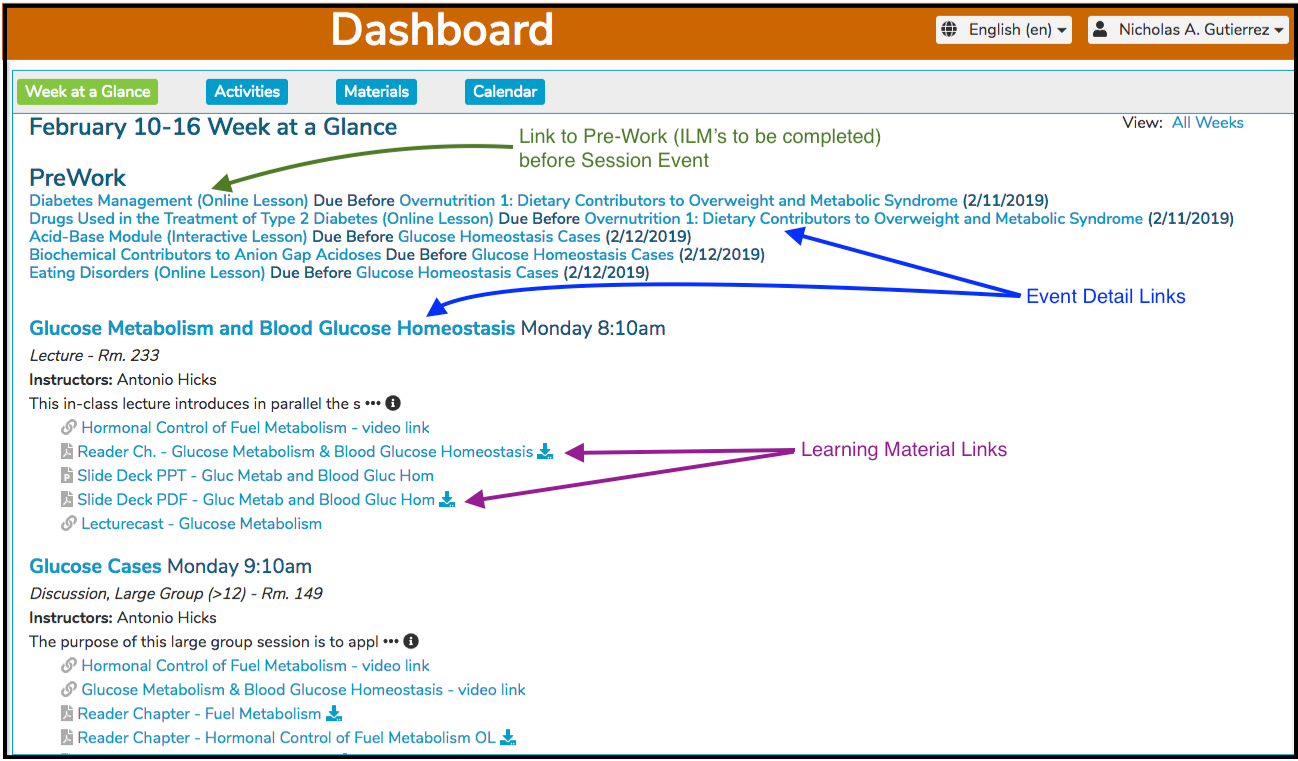 Dashboard
English (en)
Nicholas A. Gutierrez
Week at a Glance
Activities
Materials
Calendar
February 10-16 Week at a Glance
View: All Weeks
Link to Pre-Work (ILM's to be completed)
before Session Event
PreWork
Diabetes Management (Online Lesson) Due Before Overnutrition 1: Dietary Contributors to Overweight and Metabolic Syndrome (2/11/2019)
Drugs Used in the Treatment of Type 2 Diabetes (Online Lesson) Due Before Overnutrition 1: Dietary Contributors to Overweight and Metabolic Syndrome (2/11/2019)
Acid-Base Module (Interactive Lesson) Due Before Glucose Homeostasis Cases (2/12/2019)
Biochemical Contributors to Anion Gap Acidoses Due Before Glucose Homeostasis Cases (2/12/2019)
Eating Disorders (Online Lesson) Due Before Glucose Homeostasis Cases (2/12/2019)
Event Detail Links
Glucose Metabolism and Blood Glucose Homeostasis Monday 8:10am
Lecture - Rm. 233
Instructors: Antonio Hicks
This in-class lecture introduces in parallel the s •••
Hormonal Control of Fuel Metabolism - video link
Reader Ch. - Glucose Metabolism & Blood Glucose Homeostasis
Learning Material Links
Slide Deck PPT - Gluc Metab and Blood Gluc Hom
Slide Deck PDF - Gluc Metab and Blood Gluc Hom
Lecturecast - Glucose Metabolism
Glucose Cases Monday 9:10am
Discussion, Large Group (>12) - Rm. 149
Instructors: Antonio Hicks
The purpose of this large group session is to appl •••
Hormonal Control of Fuel Metabolism - video link
Glucose Metabolism & Blood Glucose Homeostasis - video link
Reader Chapter - Fuel Metabolism
Reader Chapter - Hormonal Control of Fuel Metabolism OL